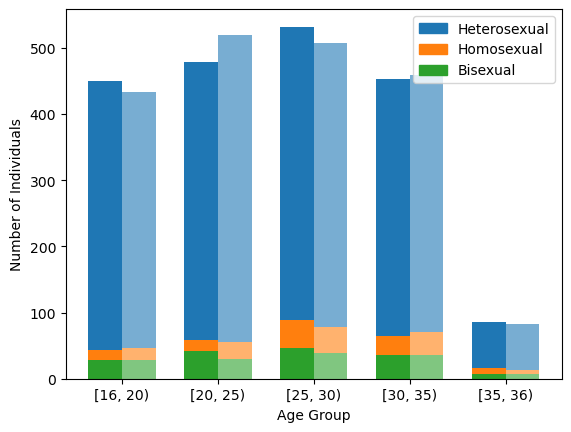 Heterosexual
Homosexual
Bisexual
500
400
300
200
100
0
Number of Individuals
[16, 20)
[20, 25)
[25, 30)
[30, 35)
[35, 36)
Age Group